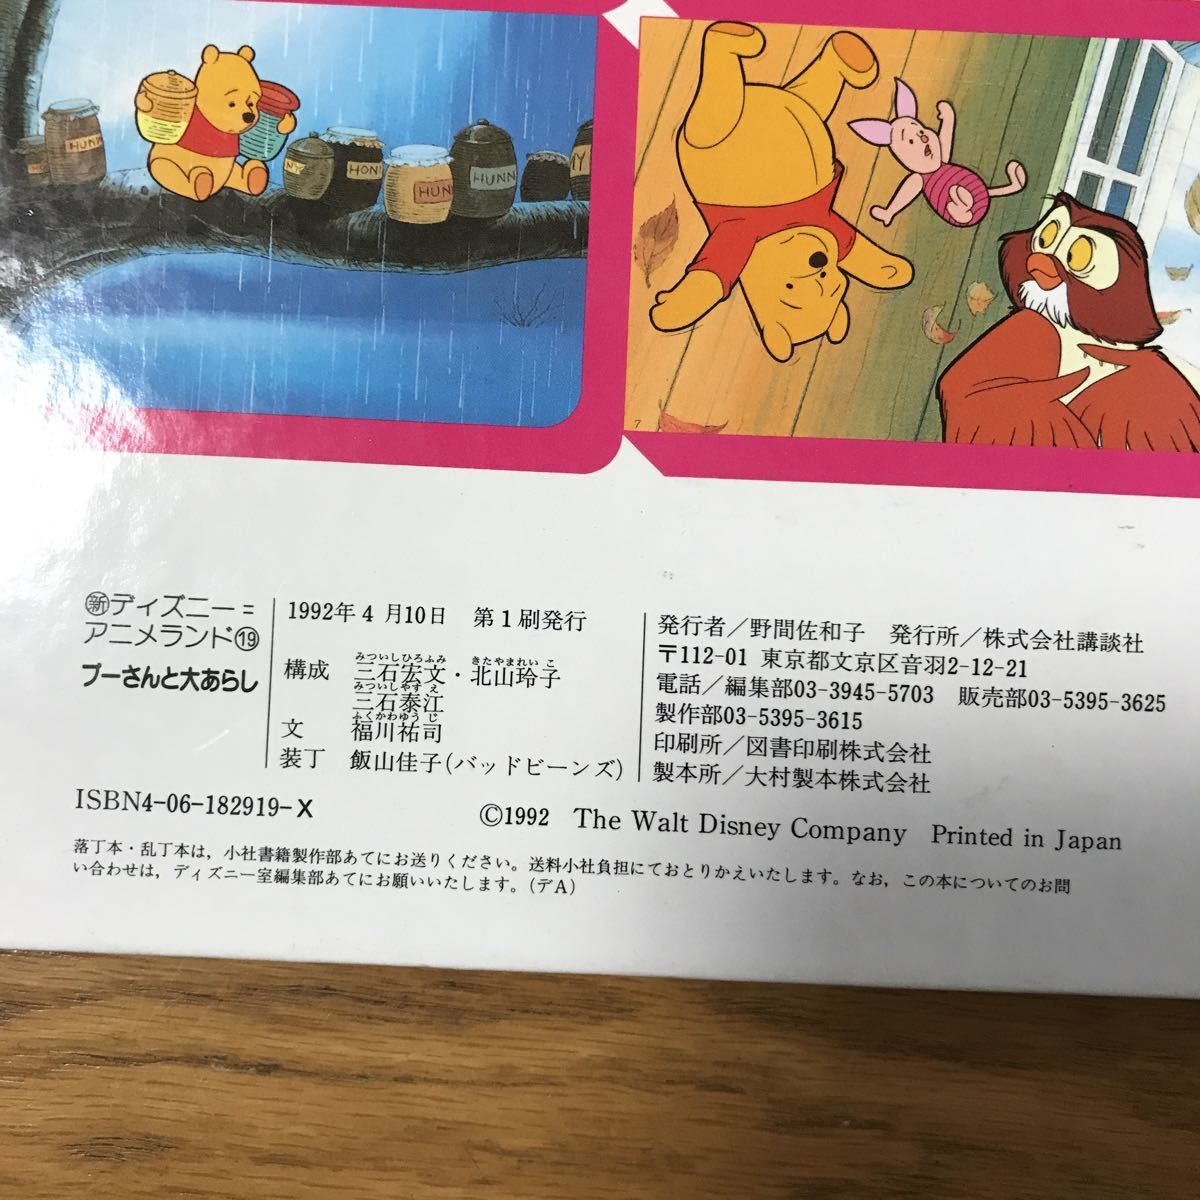 HUNN
NY
HON
HUN
HUNN
NY
7
新ディズニー=
アニメランド⑲
プーさんと大あらし
1992年4月10日 第1刷発行
構成 三石宏文・北山玲子
みついしひろふみ きたやまれいこ
三石泰江
みついしやすえ
文 福川祐司
ふくかわゆうじ
装丁 飯山佳子(バッドビーンズ)
発行者/野間佐和子 発行所/株式会社講談社
〒112-01 東京都文京区音羽2-12-21
電話/編集部03-3945-5703 販売部03-5395-3625
製作部03-5395-3615
印刷所/図書印刷株式会社
製本所/大村製本株式会社
ISBN4-06-182919-X
©1992 The Walt Disney Company Printed in Japan
落丁本・乱丁本は,小社書籍製作部あてにお送りください。送料小社負担にておとりかえいたします。なお,この本についてのお問
い合わせは,ディズニー室編集部あてにお願いいたします。(デA)